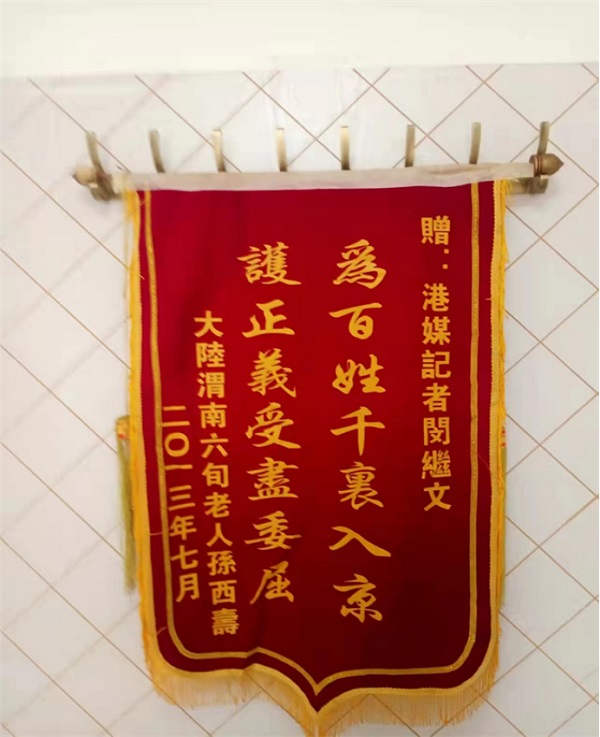 贈：港媒記者閔繼文
爲百姓千裏入京
護正義受盡委屈
大陸渭南六旬老人孫西壽
二〇一三年七月